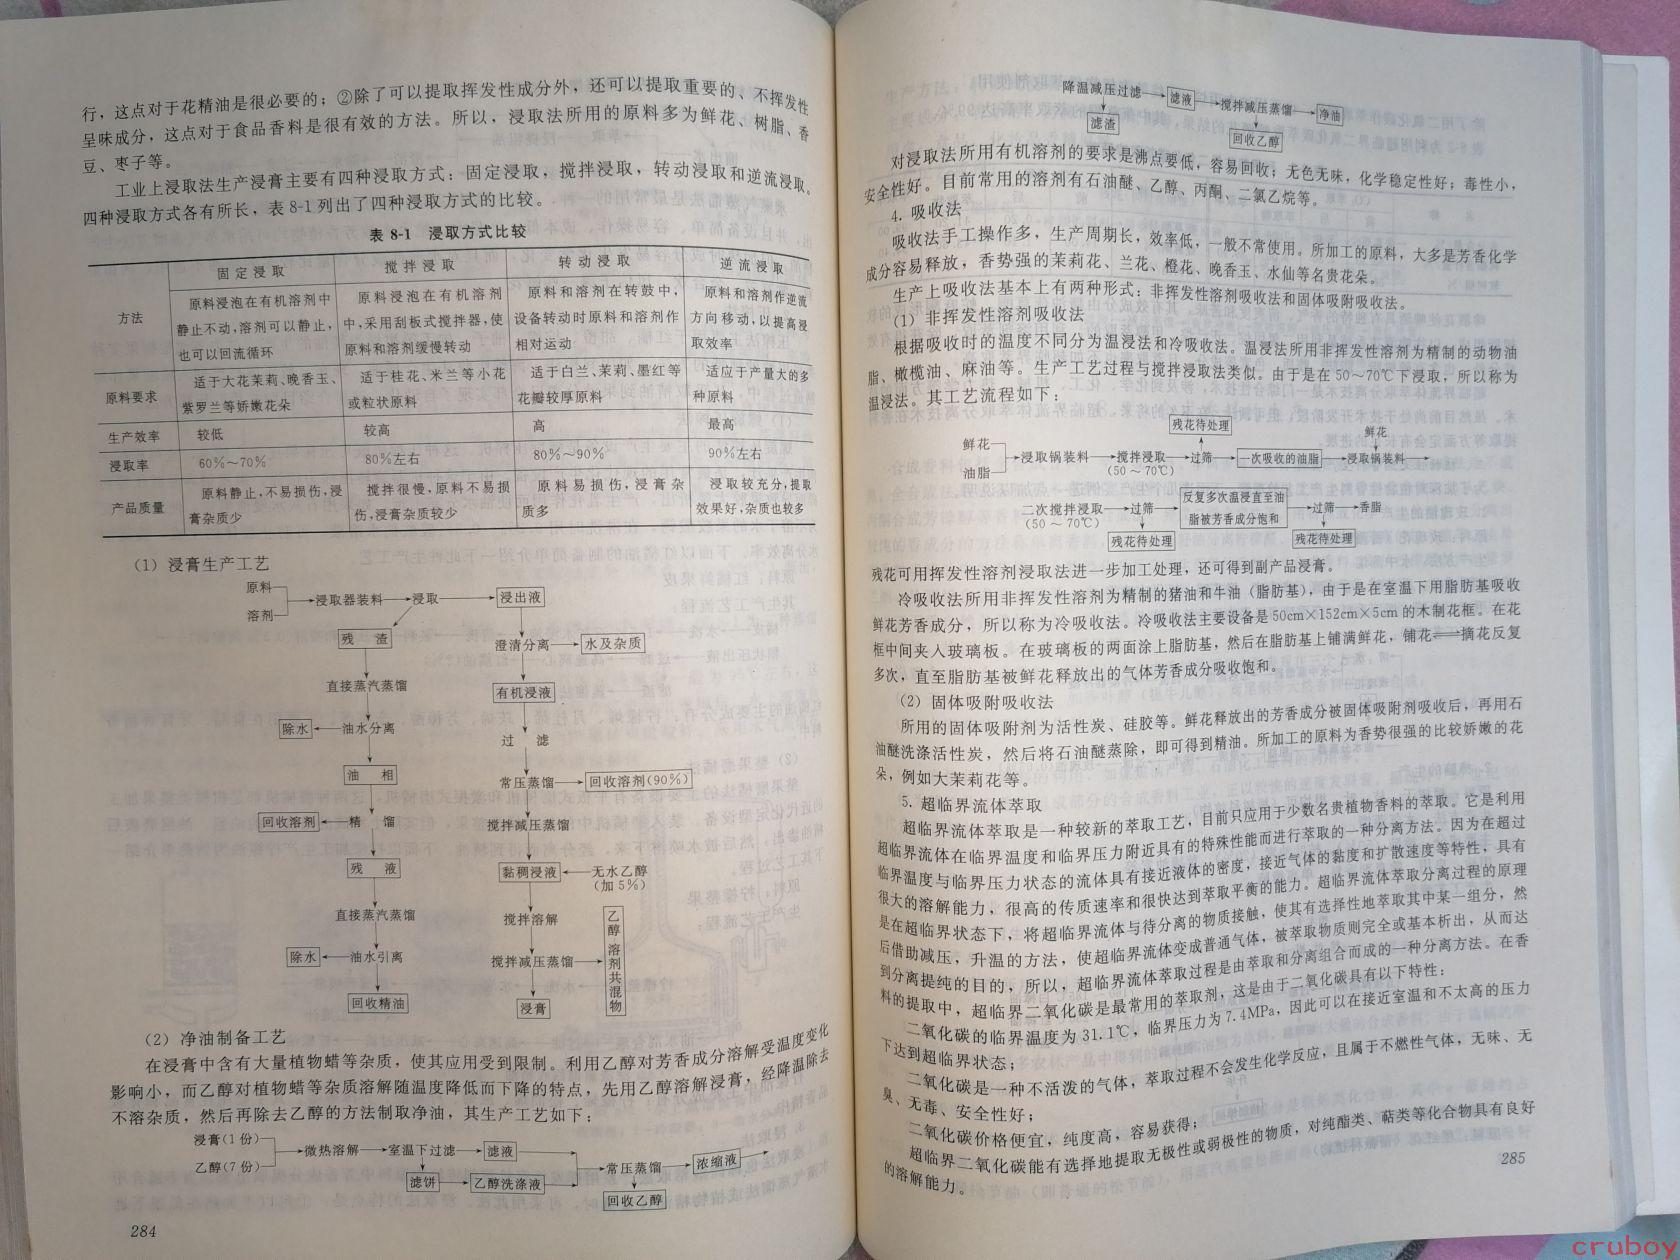 行，这点对于花精油是很必要的；②除了可以提取挥发性成分外，还可以提取重要的、不挥发性
呈味成分，这点对于食品香料是很有效的方法。所以，浸取法所用的原料多为鲜花、树脂、香
豆、枣子等。
工业上浸取法生产浸膏主要有四种浸取方式：固定浸取，搅拌浸取，转动浸取和逆流浸取。
四种浸取方式各有所长，表 8-1 列出了四种浸取方式的比较。
表 8-1 浸取方式比较
固定浸取 搅拌浸取 转动浸取 逆流浸取
方法
原料浸泡在有机溶剂中
静止不动，溶剂可以静止，
也可以回流循环
原料浸泡在有机溶剂
中，采用刮板式搅拌器，使
原料和溶剂缓慢转动
原料和溶剂在转鼓中，
设备转动时原料和溶剂作
相对运动
原料和溶剂作逆流
方向移动，以提高浸
取效率
原料要求
适于大花茉莉、晚香玉、
紫罗兰等娇嫩花朵
适于桂花、米兰等小花
或粒状原料
适于白兰、茉莉、墨红等
花瓣较厚原料
适应于产量大的多
种原料
生产效率 较低 较高 高 最高
浸取率 60%～70% 80%左右 80%～90% 90%左右
产品质量
原料静止，不易损伤，浸
膏杂质少
搅拌很慢，原料不易损
伤，浸膏杂质较少
原料易损伤，浸膏杂
质多
浸取较充分，提取
效果好，杂质也较多
（1）浸膏生产工艺
原料
溶剂
浸取器装料 浸取 浸出液
残 渣 澄清分离 水及杂质
直接蒸汽蒸馏 有机浸液
除水 油水分离 过 滤
油 相 常压蒸馏 回收溶剂(90%)
回收溶剂 精 馏 搅拌减压蒸馏
残 液 黏稠浸液 无水乙醇
(加 5%)
直接蒸汽蒸馏 搅拌溶解
除水 油水引离 搅拌减压蒸馏 乙醇溶剂共混物
回收精油 浸膏
（2）净油制备工艺
在浸膏中含有大量植物蜡等杂质，使其应用受到限制。利用乙醇对芳香成分溶解受温度变化
影响小，而乙醇对植物蜡等杂质溶解随温度降低而下降的特点，先用乙醇溶解浸膏，经降温除去
不溶杂质，然后再除去乙醇的方法制取净油，其生产工艺如下：
浸膏(1 份)
乙醇(7 份)
微热溶解 室温下过滤 滤液
滤饼 乙醇洗涤液
常压蒸馏 浓缩液
回收乙醇
284
降温减压过滤 滤液 搅拌减压蒸馏 净油
滤渣 回收乙醇
对浸取法所用有机溶剂的要求是沸点要低，容易回收；无色无味，化学稳定性好；毒性小，
安全性好。目前常用的溶剂有石油醚、乙醇、丙酮、二氯乙烷等。
4. 吸收法
吸收法手工操作多，生产周期长，效率低，一般不常使用。所加工的原料，大多是芳香化学
成分容易释放，香势强的茉莉花、兰花、橙花、晚香玉、水仙等名贵花朵。
生产上吸收法基本上有两种形式：非挥发性溶剂吸收法和固体吸附吸收法。
（1）非挥发性溶剂吸收法
根据吸收时的温度不同分为温浸法和冷吸收法。温浸法所用非挥发性溶剂为精制的动物油
脂、橄榄油、麻油等。生产工艺过程与搅拌浸取法类似。由于是在 50～70℃下浸取，所以称为
温浸法。其工艺流程如下：
残花待处理
鲜花
油脂
浸取锅装料 搅拌浸取
(50～70℃)
过筛 一次吸收的油脂 浸取锅装料
鲜花
二次搅拌浸取
(50～70℃)
过筛 反复多次温浸直至油
脂被芳香成分饱和
过筛 香脂
残花待处理 残花待处理
残花可用挥发性溶剂浸取法进一步加工处理，还可得到副产品浸膏。
冷吸收法所用非挥发性溶剂为精制的猪油和牛油（脂肪基），由于是在室温下用脂肪基吸收
鲜花芳香成分，所以称为冷吸收法。冷吸收法主要设备是 50cm×152cm×5cm 的木制花框。在花
框中间夹入玻璃板。在玻璃板的两面涂上脂肪基，然后在脂肪基上铺满鲜花，铺花⇌摘花反复
多次，直至脂肪基被鲜花释放出的气体芳香成分吸收饱和。
（2）固体吸附吸收法
所用的固体吸附剂为活性炭、硅胶等。鲜花释放出的芳香成分被固体吸附剂吸收后，再用石
油醚洗涤活性炭，然后将石油醚蒸除，即可得到精油。所加工的原料为香势很强的比较娇嫩的花
朵，例如大茉莉花等。
5. 超临界流体萃取
超临界流体萃取是一种较新的萃取工艺，目前只应用于少数名贵植物香料的萃取。它是利用
超临界流体在临界温度和临界压力附近具有的特殊性能而进行萃取的一种分离方法。因为在超过
临界温度与临界压力状态的流体具有接近液体的密度，接近气体的黏度和扩散速度等特性，具有
很大的溶解能力，很高的传质速率和很快达到萃取平衡的能力。超临界流体萃取分离过程的原理
是在超临界状态下，将超临界流体与待分离的物质接触，使其有选择性地萃取其中某一组分，然
后借助减压，升温的方法，使超临界流体变成普通气体，被萃取物质则完全或基本析出，从而达
到分离提纯的目的，所以，超临界流体萃取过程是由萃取和分离组合而成的一种分离方法。在香
料的提取中，超临界二氧化碳是最常用的萃取剂，这是由于二氧化碳具有以下特性：
二氧化碳的临界温度为 31.1℃，临界压力为 7.4MPa，因此可以在接近室温和不太高的压力
下达到超临界状态；
二氧化碳是一种不活泼的气体，萃取过程不会发生化学反应，且属于不燃性气体，无味、无
臭、无毒、安全性好；
二氧化碳价格便宜，纯度高，容易获得；
超临界二氧化碳能有选择地提取无极性或弱极性的物质，对纯酯类、萜类等化合物具有良好
的溶解能力。
285
cruboy